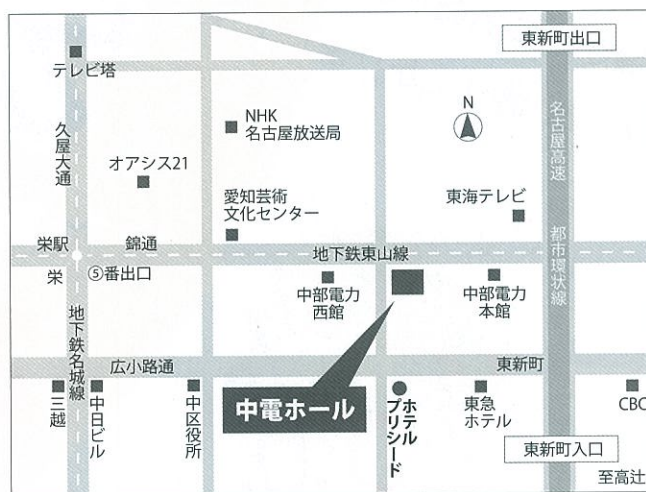 東新町出口
テレビ塔
NHK
名古屋放送局
N
久屋大通
オアシス21
愛知芸術
文化センター
東海テレビ
名古屋高速
都市環状線
栄駅
錦通
地下鉄東山線
栄
⑤番出口
中部電力
西館
中部電力
本館
地下鉄名城線
広小路通
東新町
三越
中日ビル
中区役所
中電ホール
ホテル
プリシード
東急
ホテル
CBC
東新町入口
至高辻